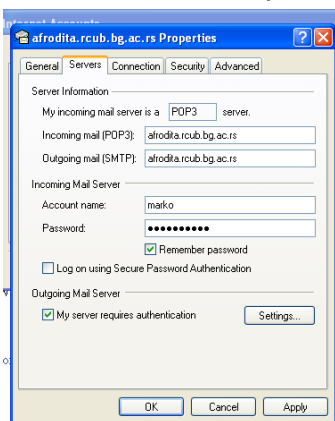 Internet Accounts
afrodita.rcub.bg.ac.rs Properties
General Servers Connection Security Advanced
Server Information
My incoming mail server is a POP3 server.
Incoming mail (POP3): afrodita.rcub.bg.ac.rs
Outgoing mail (SMTP): afrodita.rcub.bg.ac.rs
Incoming Mail Server
Account name: marko
Password: ●●●●●●●●●●
Remember password
Log on using Secure Password Authentication
Outgoing Mail Server
My server requires authentication Settings...
OK Cancel Apply